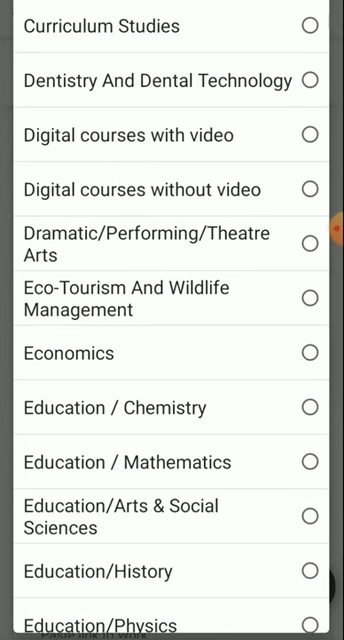 Curriculum Studies
Dentistry And Dental Technology
Digital courses with video
Digital courses without video
Dramatic/Performing/Theatre
Arts
Eco-Tourism And Wildlife
Management
Economics
Education / Chemistry
Education / Mathematics
Education/Arts & Social
Sciences
Education/History
Education/Physics